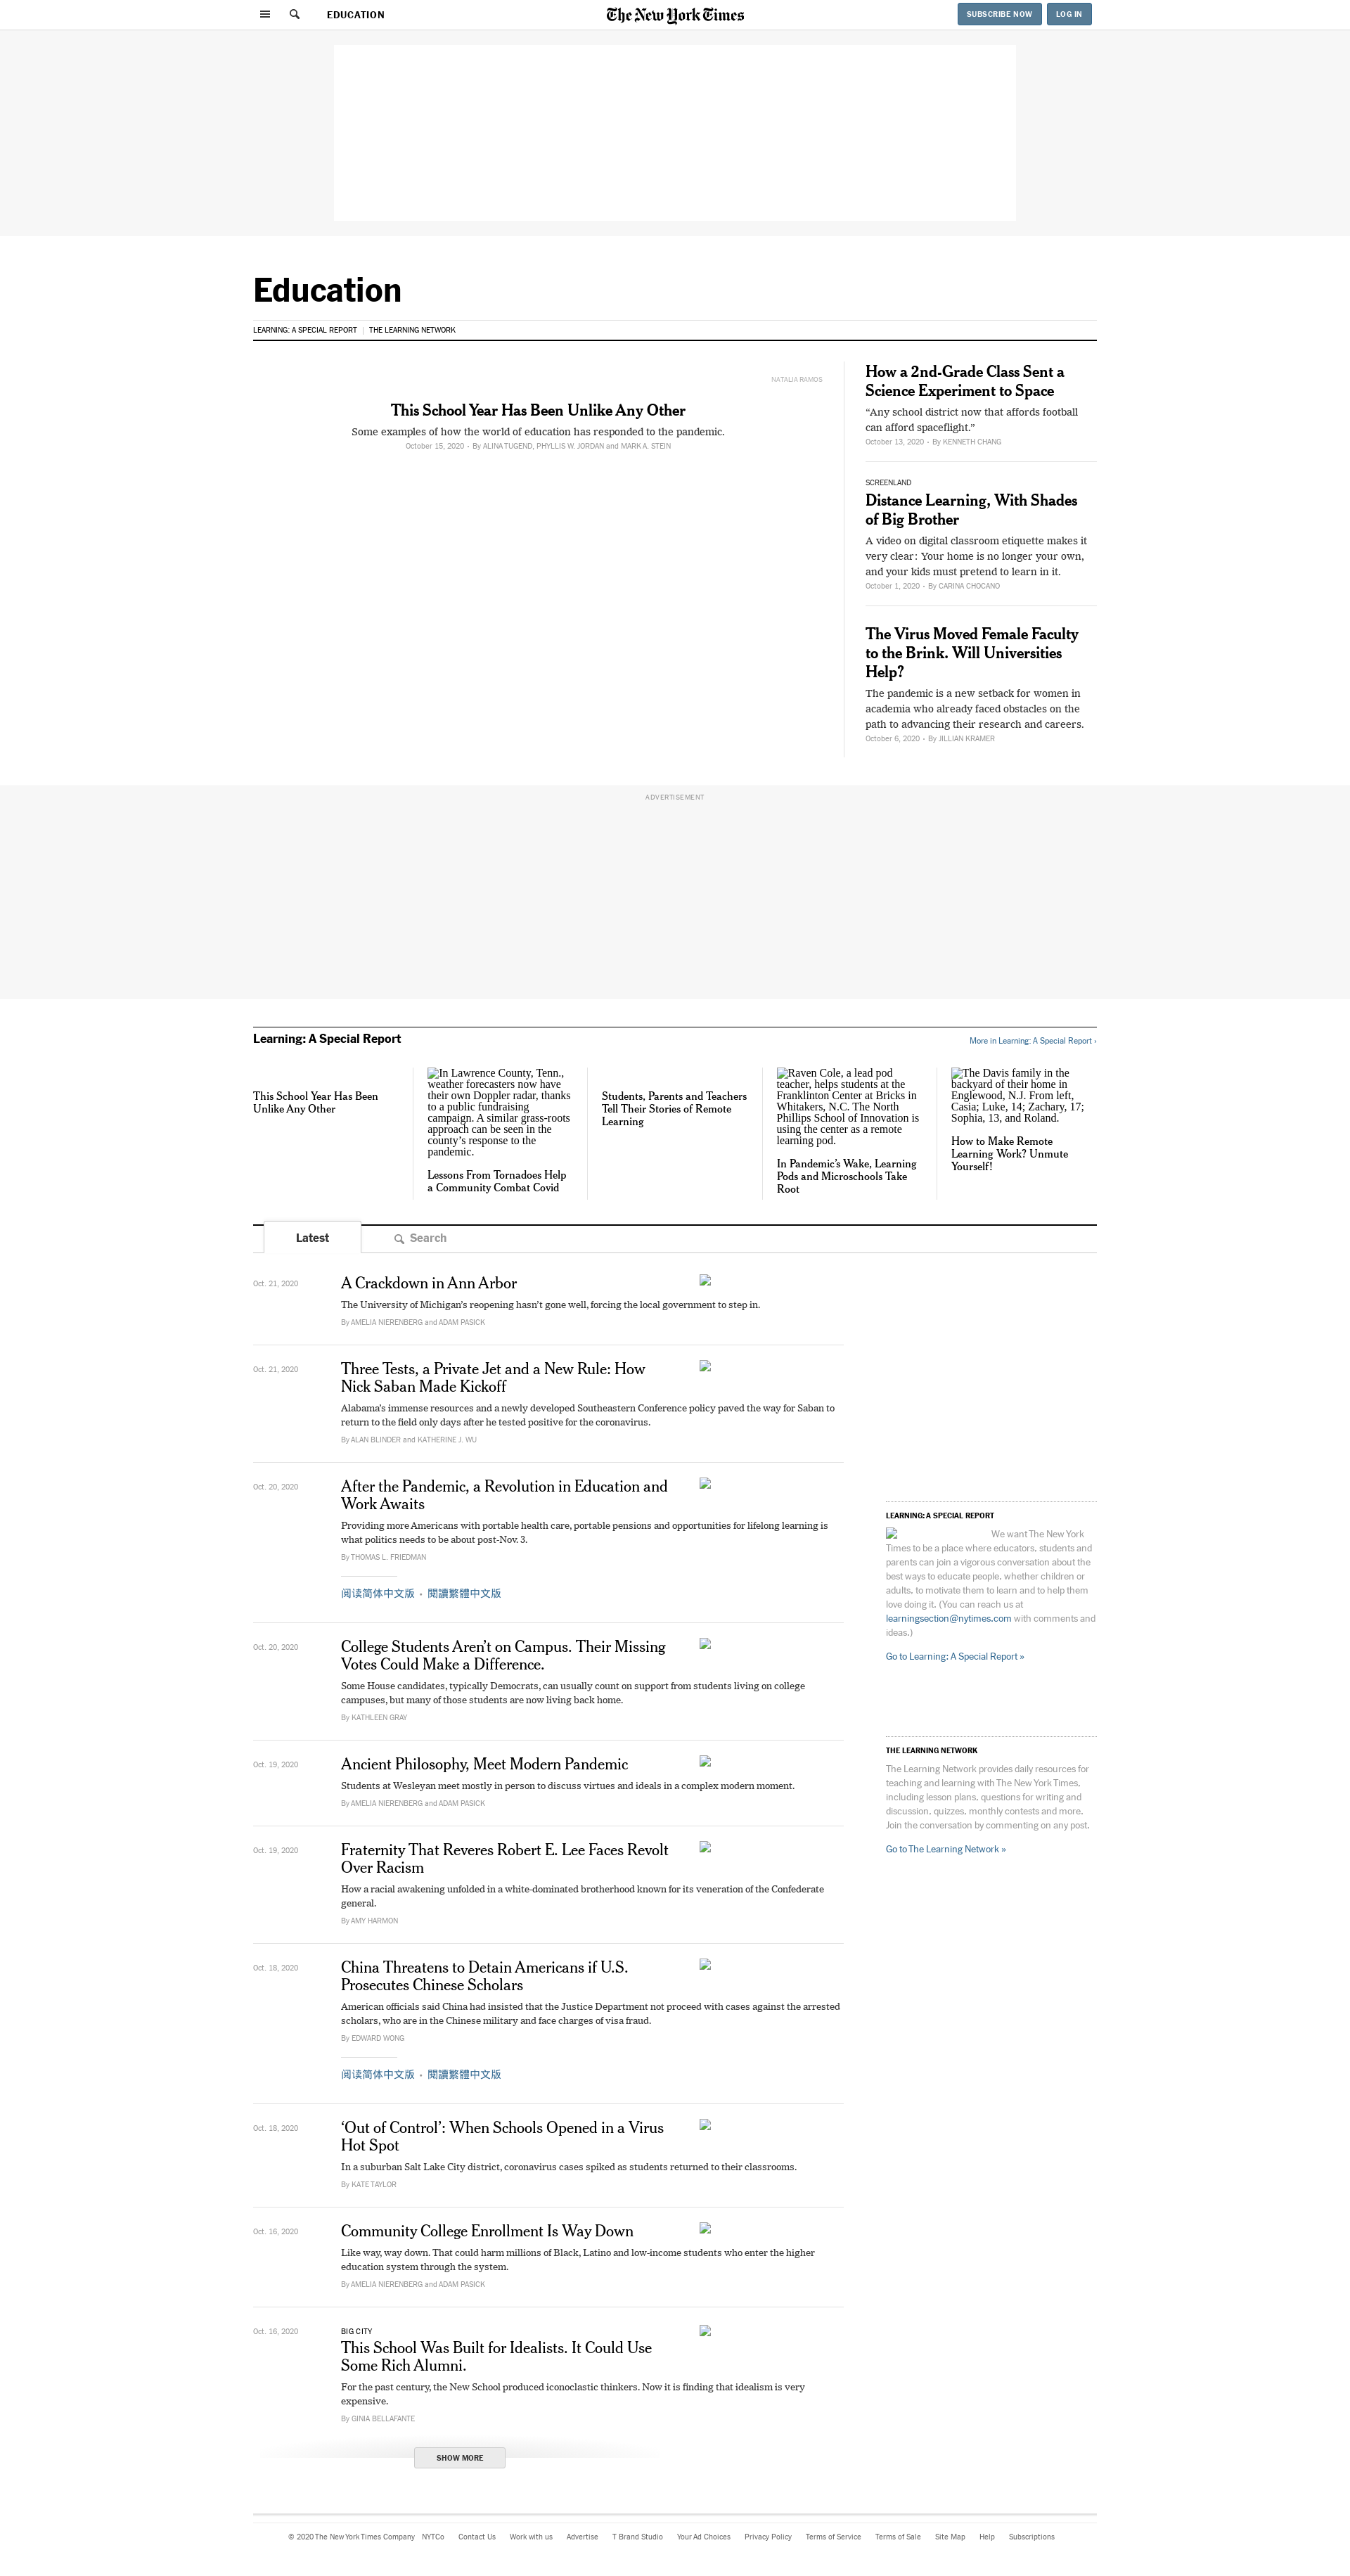 EDUCATION
The New York Times
SUBSCRIBE NOW
LOG IN
Education
LEARNING: A SPECIAL REPORT
THE LEARNING NETWORK
NATALIA RAMOS
This School Year Has Been Unlike Any Other
Some examples of how the world of education has responded to the pandemic.
October 15, 2020 - By ALINA TUGEND, PHYLLIS W. JORDAN and MARK A. STEIN
How a 2nd-Grade Class Sent a
Science Experiment to Space
“Any school district now that affords football
can afford spaceflight.”
October 13, 2020 - By KENNETH CHANG
SCREENLAND
Distance Learning, With Shades
of Big Brother
A video on digital classroom etiquette makes it
very clear: Your home is no longer your own,
and your kids must pretend to learn in it.
October 1, 2020 - By CARINA CHOCANO
The Virus Moved Female Faculty
to the Brink. Will Universities
Help?
The pandemic is a new setback for women in
academia who already faced obstacles on the
path to advancing their research and careers.
October 6, 2020 - By JILLIAN KRAMER
ADVERTISEMENT
Learning: A Special Report
More in Learning: A Special Report ›
This School Year Has Been
Unlike Any Other
In Lawrence County, Tenn.,
weather forecasters now have
their own Doppler radar, thanks
to a public fundraising
campaign. A similar grass-roots
approach can be seen in the
county’s response to the
pandemic.
Lessons From Tornadoes Help
a Community Combat Covid
Students, Parents and Teachers
Tell Their Stories of Remote
Learning
Raven Cole, a lead pod
teacher, helps students at the
Franklinton Center at Bricks in
Whitakers, N.C. The North
Phillips School of Innovation is
using the center as a remote
learning pod.
In Pandemic’s Wake, Learning
Pods and Microschools Take
Root
The Davis family in the
backyard of their home in
Englewood, N.J. From left,
Casia; Luke, 14; Zachary, 17;
Sophia, 13, and Roland.
How to Make Remote
Learning Work? Unmute
Yourself!
Latest
Search
Oct. 21, 2020
A Crackdown in Ann Arbor
The University of Michigan’s reopening hasn’t gone well, forcing the local government to step in.
By AMELIA NIERENBERG and ADAM PASICK
Oct. 21, 2020
Three Tests, a Private Jet and a New Rule: How
Nick Saban Made Kickoff
Alabama’s immense resources and a newly developed Southeastern Conference policy paved the way for Saban to
return to the field only days after he tested positive for the coronavirus.
By ALAN BLINDER and KATHERINE J. WU
Oct. 20, 2020
After the Pandemic, a Revolution in Education and
Work Awaits
Providing more Americans with portable health care, portable pensions and opportunities for lifelong learning is
what politics needs to be about post-Nov. 3.
By THOMAS L. FRIEDMAN
阅读简体中文版 • 閱讀繁體中文版
Oct. 20, 2020
College Students Aren’t on Campus. Their Missing
Votes Could Make a Difference.
Some House candidates, typically Democrats, can usually count on support from students living on college
campuses, but many of those students are now living back home.
By KATHLEEN GRAY
Oct. 19, 2020
Ancient Philosophy, Meet Modern Pandemic
Students at Wesleyan meet mostly in person to discuss virtues and ideals in a complex modern moment.
By AMELIA NIERENBERG and ADAM PASICK
Oct. 19, 2020
Fraternity That Reveres Robert E. Lee Faces Revolt
Over Racism
How a racial awakening unfolded in a white-dominated brotherhood known for its veneration of the Confederate
general.
By AMY HARMON
Oct. 18, 2020
China Threatens to Detain Americans if U.S.
Prosecutes Chinese Scholars
American officials said China had insisted that the Justice Department not proceed with cases against the arrested
scholars, who are in the Chinese military and face charges of visa fraud.
By EDWARD WONG
阅读简体中文版 • 閱讀繁體中文版
Oct. 18, 2020
‘Out of Control’: When Schools Opened in a Virus
Hot Spot
In a suburban Salt Lake City district, coronavirus cases spiked as students returned to their classrooms.
By KATE TAYLOR
Oct. 16, 2020
Community College Enrollment Is Way Down
Like way, way down. That could harm millions of Black, Latino and low-income students who enter the higher
education system through the system.
By AMELIA NIERENBERG and ADAM PASICK
Oct. 16, 2020
BIG CITY
This School Was Built for Idealists. It Could Use
Some Rich Alumni.
For the past century, the New School produced iconoclastic thinkers. Now it is finding that idealism is very
expensive.
By GINIA BELLAFANTE
SHOW MORE
LEARNING: A SPECIAL REPORT
We want The New York
Times to be a place where educators, students and
parents can join a vigorous conversation about the
best ways to educate people, whether children or
adults, to motivate them to learn and to help them
love doing it. (You can reach us at
learningsection@nytimes.com with comments and
ideas.)
Go to Learning: A Special Report »
THE LEARNING NETWORK
The Learning Network provides daily resources for
teaching and learning with The New York Times,
including lesson plans, questions for writing and
discussion, quizzes, monthly contests and more.
Join the conversation by commenting on any post.
Go to The Learning Network »
© 2020 The New York Times Company NYTCo Contact Us Work with us Advertise T Brand Studio Your Ad Choices Privacy Policy Terms of Service Terms of Sale Site Map Help Subscriptions